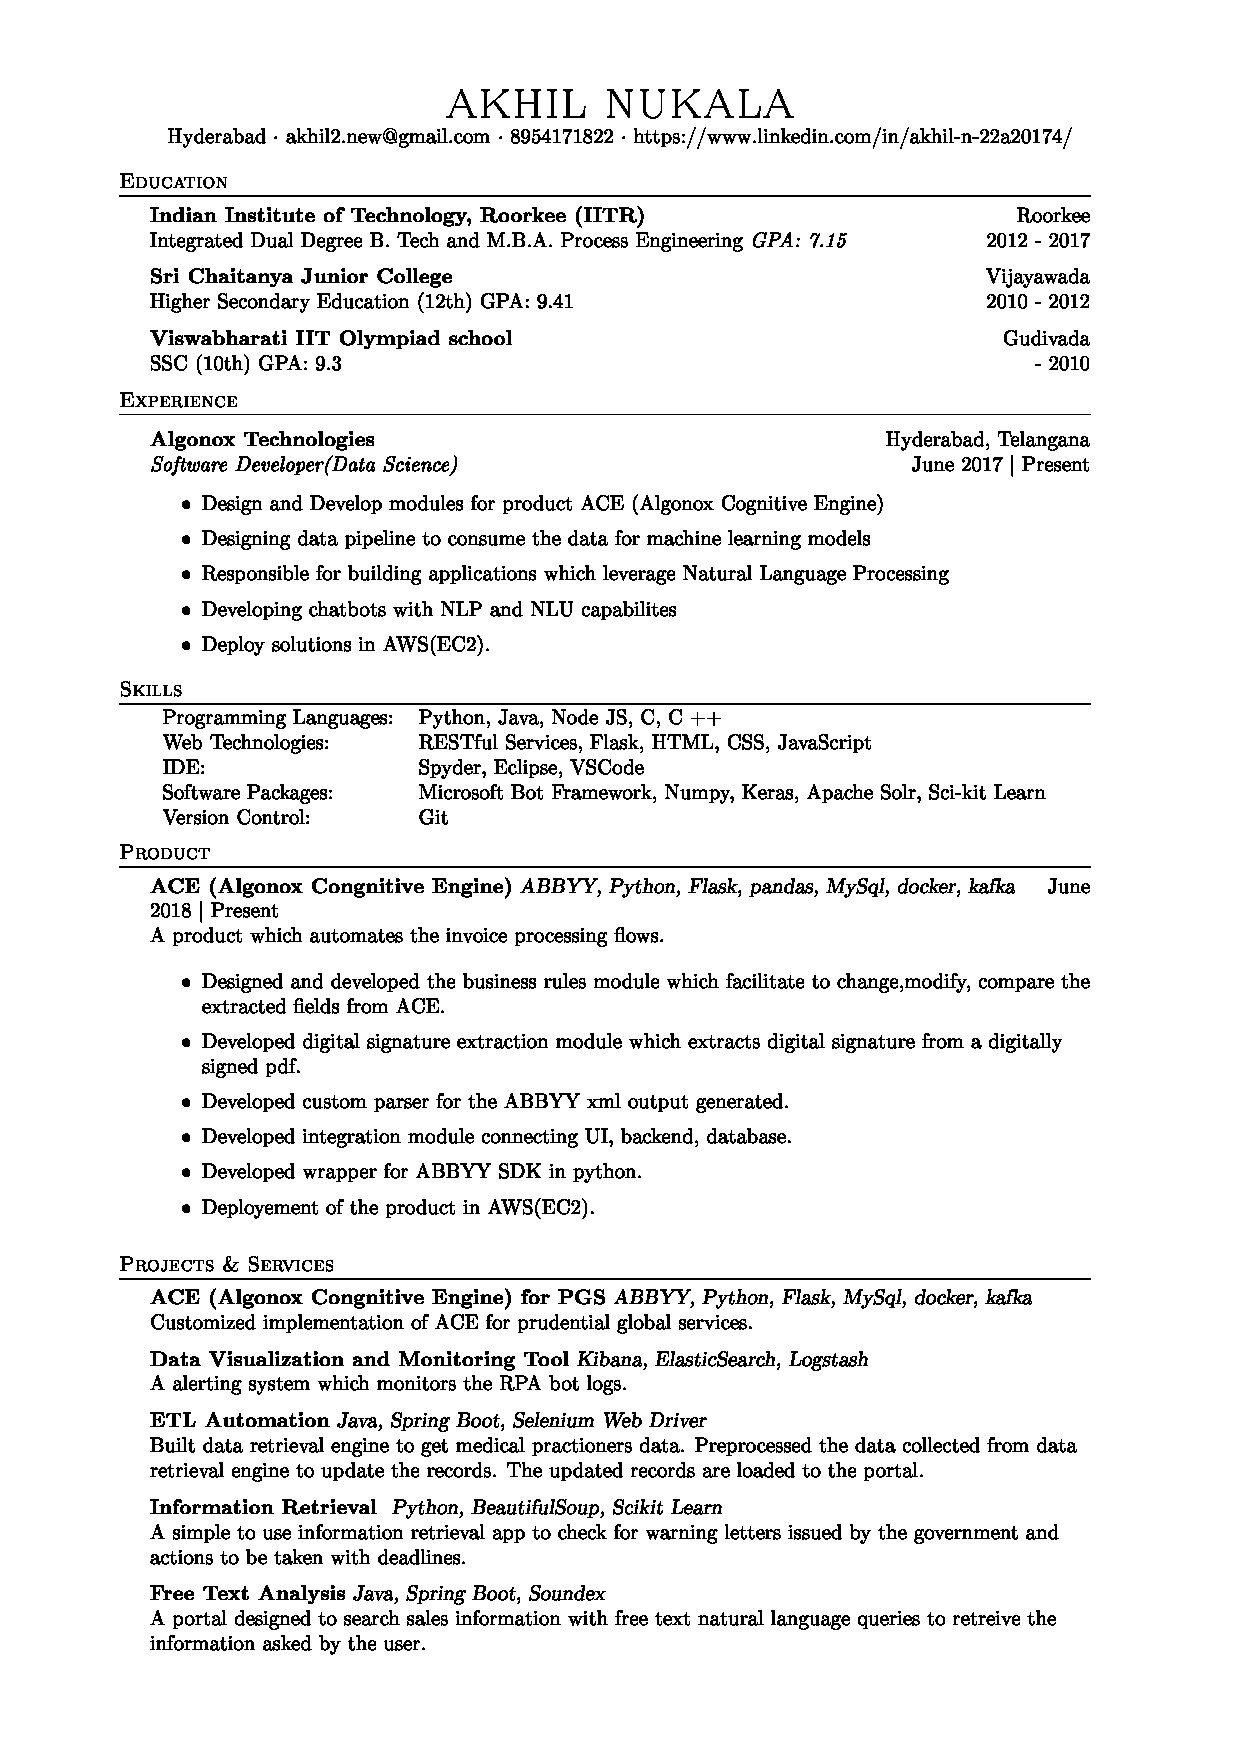 AKHIL NUKALA
Hyderabad · akhil2.new@gmail.com · 8954171822 · https://www.linkedin.com/in/akhil-n-22a20174/
Education
Indian Institute of Technology, Roorkee (IITR) Roorkee
Integrated Dual Degree B. Tech and M.B.A. Process Engineering GPA: 7.15 2012 - 2017
Sri Chaitanya Junior College Vijayawada
Higher Secondary Education (12th) GPA: 9.41 2010 - 2012
Viswabharati IIT Olympiad school Gudivada
SSC (10th) GPA: 9.3 - 2010
Experience
Algonox Technologies Hyderabad, Telangana
Software Developer(Data Science) June 2017 | Present
• Design and Develop modules for product ACE (Algonox Cognitive Engine)
• Designing data pipeline to consume the data for machine learning models
• Responsible for building applications which leverage Natural Language Processing
• Developing chatbots with NLP and NLU capabilites
• Deploy solutions in AWS(EC2).
Skills
Programming Languages: Python, Java, Node JS, C, C ++
Web Technologies: RESTful Services, Flask, HTML, CSS, JavaScript
IDE: Spyder, Eclipse, VSCode
Software Packages: Microsoft Bot Framework, Numpy, Keras, Apache Solr, Sci-kit Learn
Version Control: Git
Product
ACE (Algonox Congnitive Engine) ABBYY, Python, Flask, pandas, MySql, docker, kafka June
2018 | Present
A product which automates the invoice processing flows.
• Designed and developed the business rules module which facilitate to change,modify, compare the
extracted fields from ACE.
• Developed digital signature extraction module which extracts digital signature from a digitally
signed pdf.
• Developed custom parser for the ABBYY xml output generated.
• Developed integration module connecting UI, backend, database.
• Developed wrapper for ABBYY SDK in python.
• Deployement of the product in AWS(EC2).
Projects & Services
ACE (Algonox Congnitive Engine) for PGS ABBYY, Python, Flask, MySql, docker, kafka
Customized implementation of ACE for prudential global services.
Data Visualization and Monitoring Tool Kibana, ElasticSearch, Logstash
A alerting system which monitors the RPA bot logs.
ETL Automation Java, Spring Boot, Selenium Web Driver
Built data retrieval engine to get medical practioners data. Preprocessed the data collected from data
retrieval engine to update the records. The updated records are loaded to the portal.
Information Retrieval Python, BeautifulSoup, Scikit Learn
A simple to use information retrieval app to check for warning letters issued by the government and
actions to be taken with deadlines.
Free Text Analysis Java, Spring Boot, Soundex
A portal designed to search sales information with free text natural language queries to retreive the
information asked by the user.